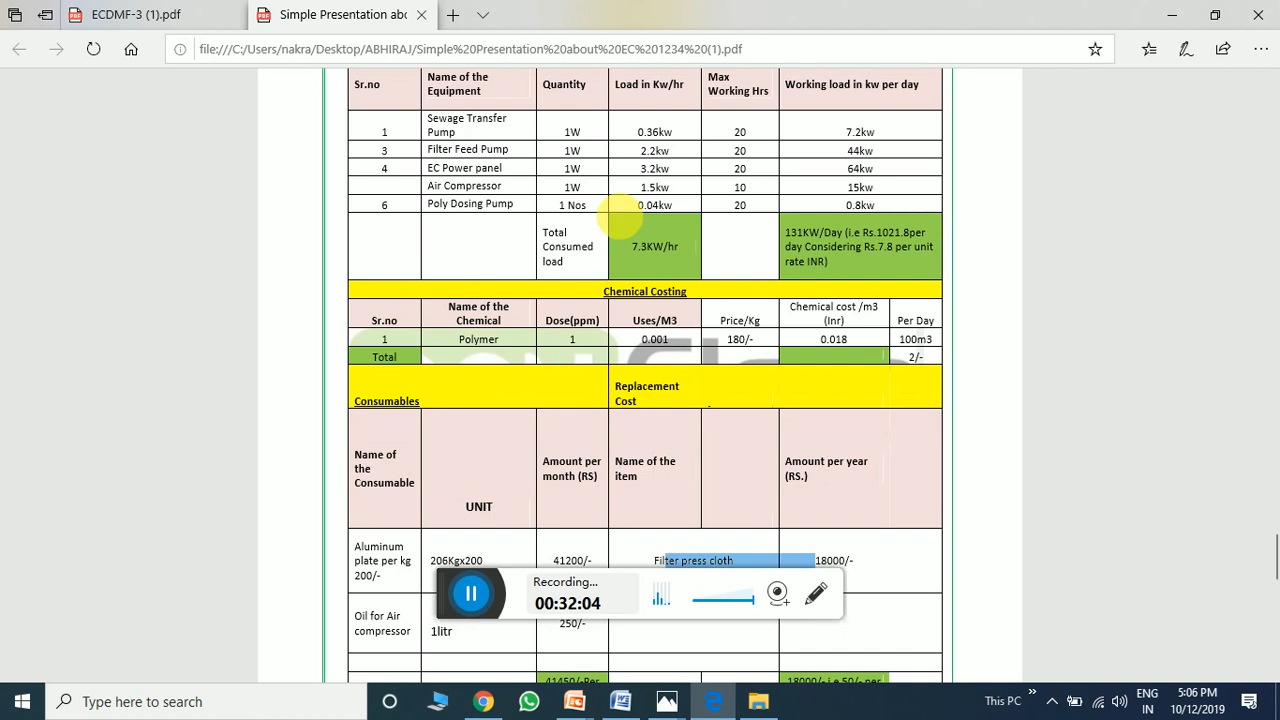 ECDMF-3 (1).pdf
Simple Presentation abo
file:///C:/Users/nakra/Desktop/ABHIRAJ/Simple%20Presentation%20about%20EC%201234%20(1).pdf
Sr.no Name of the Equipment Quantity Load in Kw/hr Max Working Hrs Working load in kw per day
1 Sewage Transfer Pump 1W 0.36kw 20 7.2kw
3 Filter Feed Pump 1W 2.2kw 20 44kw
4 EC Power panel 1W 3.2kw 20 64kw
Air Compressor 1W 1.5kw 10 15kw
6 Poly Dosing Pump 1 Nos 0.04kw 20 0.8kw
Total Consumed load 7.3KW/hr 131KW/Day (i.e Rs.1021.8per day Considering Rs.7.8 per unit rate INR)
Chemical Costing
Sr.no Name of the Chemical Dose(ppm) Uses/M3 Price/Kg Chemical cost /m3 (Inr) Per Day
1 Polymer 1 0.001 180/- 0.018 100m3
Total 2/-
Consumables Replacement Cost .
Name of the Consumable UNIT Amount per month (RS) Name of the item Amount per year (RS.)
Aluminum plate per kg 200/- 206Kgx200 41200/- Filter press cloth 18000/-
Recording...
00:32:04
Oil for Air compressor 1litr 250/-
41450/-Per 18000/- i.e 50/- per
Type here to search
This PC
ENG
IN
5:06 PM
10/12/2019